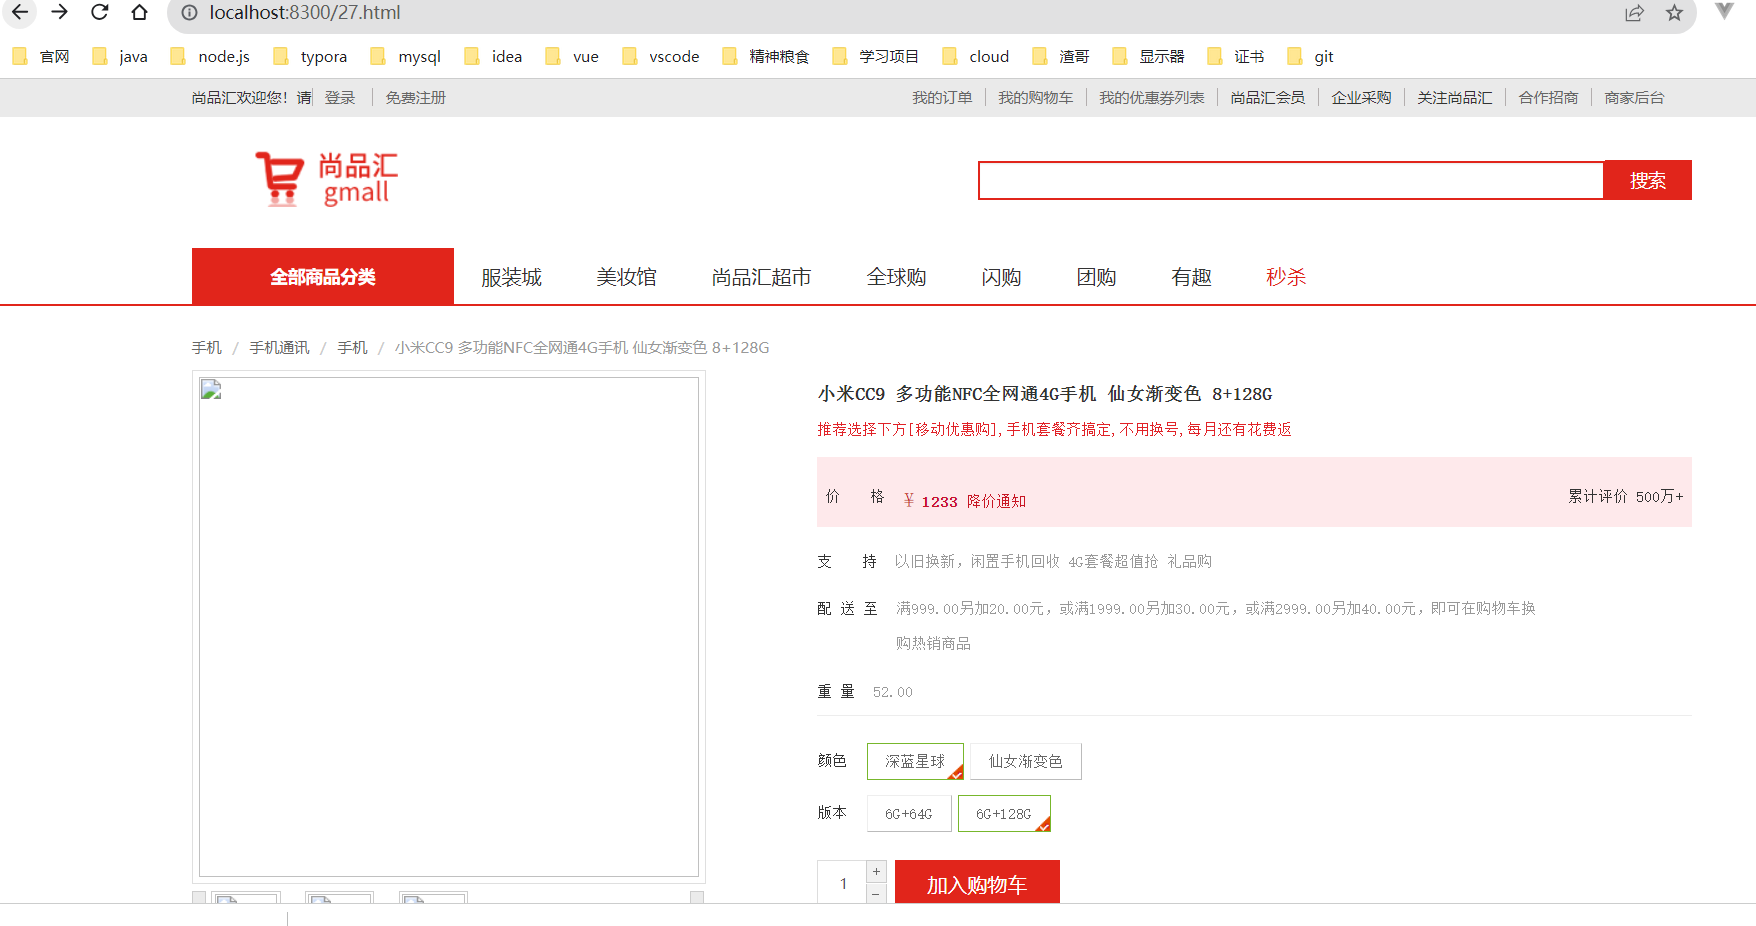 localhost:8300/27.html
官网 java node.js typora mysql idea vue vscode 精神粮食 学习项目 cloud 渣哥 显示器 证书 git
尚品汇欢迎您！请 登录 免费注册 我的订单 我的购物车 我的优惠券列表 尚品汇会员 企业采购 关注尚品汇 合作招商 商家后台
尚品汇
gmall
搜索
全部商品分类 服装城 美妆馆 尚品汇超市 全球购 闪购 团购 有趣 秒杀
手机 / 手机通讯 / 手机 / 小米CC9 多功能NFC全网通4G手机 仙女渐变色 8+128G
小米CC9 多功能NFC全网通4G手机 仙女渐变色 8+128G
推荐选择下方[移动优惠购],手机套餐齐搞定,不用换号,每月还有花费返
价 格 ¥ 1233 降价通知 累计评价 500万+
支 持 以旧换新，闲置手机回收 4G套餐超值抢 礼品购
配 送 至 满999.00另加20.00元，或满1999.00另加30.00元，或满2999.00另加40.00元，即可在购物车换
购热销商品
重 量 52.00
颜色 深蓝星球 仙女渐变色
版本 6G+64G 6G+128G
1 + - 加入购物车